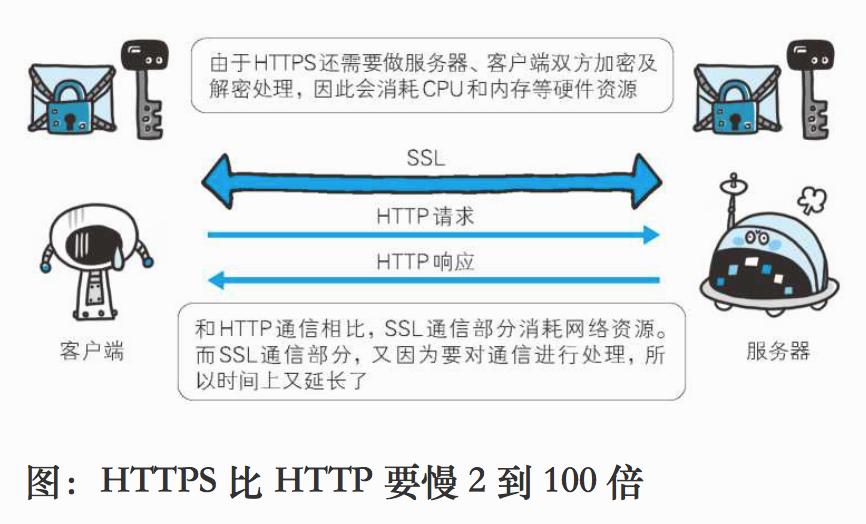 由于HTTPS还需要做服务器、客户端双方加密及
解密处理，因此会消耗CPU和内存等硬件资源
SSL
HTTP请求
HTTP响应
客户端
服务器
和HTTP通信相比，SSL通信部分消耗网络资源。
而SSL通信部分，又因为要对通信进行处理，所
以时间上又延长了
图：HTTPS 比 HTTP 要慢 2 到 100 倍